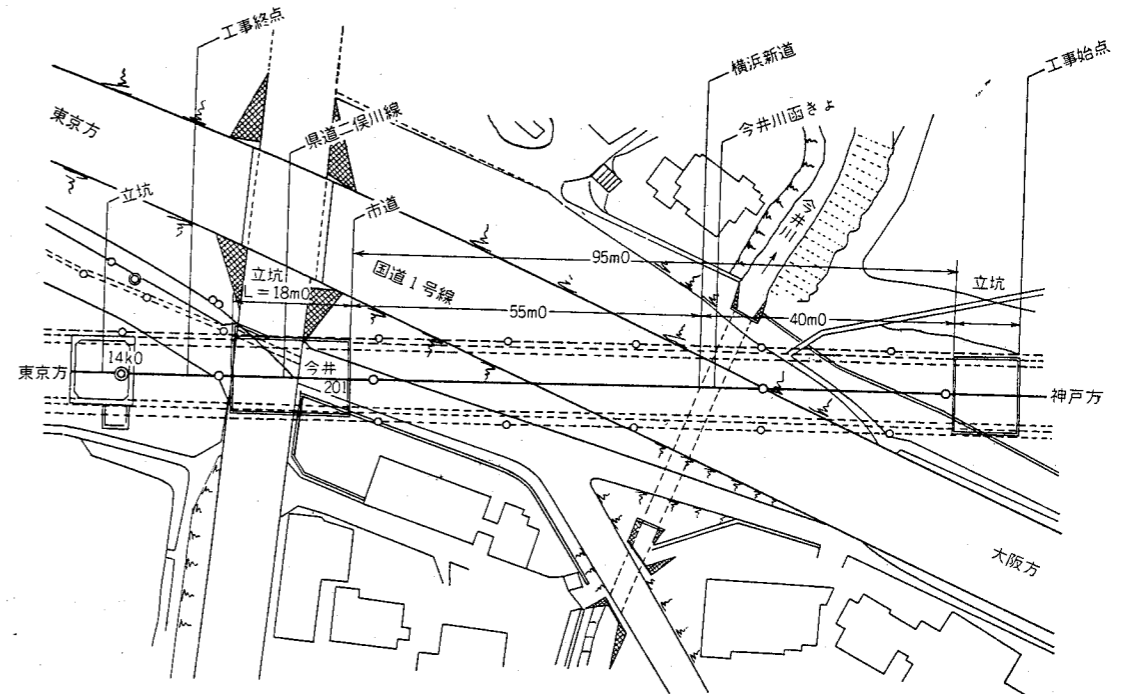 工事終点
横浜新道
工事始点
東京方
県道二俣川線
今井川函きょ
立坑
市道
今井川
95m0
立坑
L=18m0
国道1号線
55m0
40m0
立坑
14k0
東京方
今井
201
神戸方
大阪方